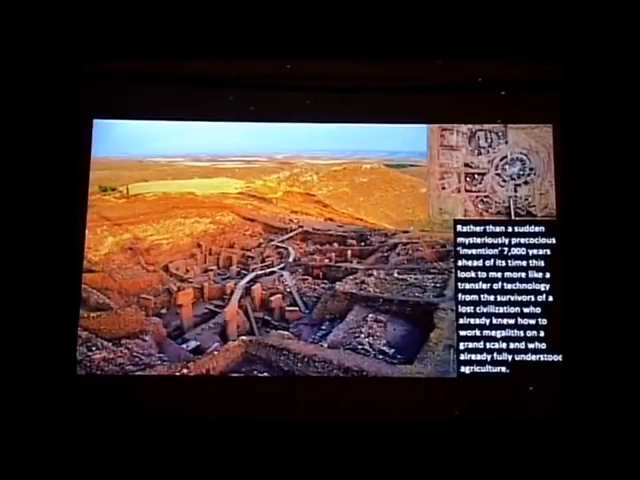 Rather than a sudden
mysteriously precocious
'invention' 7,000 years
ahead of its time this
look to me more like a
transfer of technology
from the survivors of a
lost civilization who
already knew how to
work megaliths on a
grand scale and who
already fully understood
agriculture.